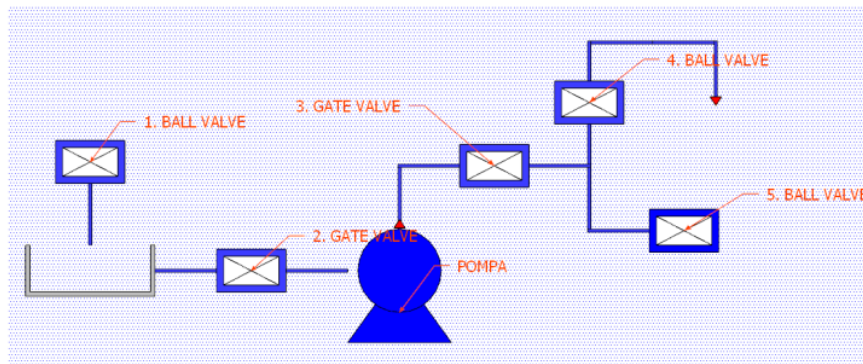 4. BALL VALVE
3. GATE VALVE
1. BALL VALVE
5. BALL VALVE
2. GATE VALVE
POMPA